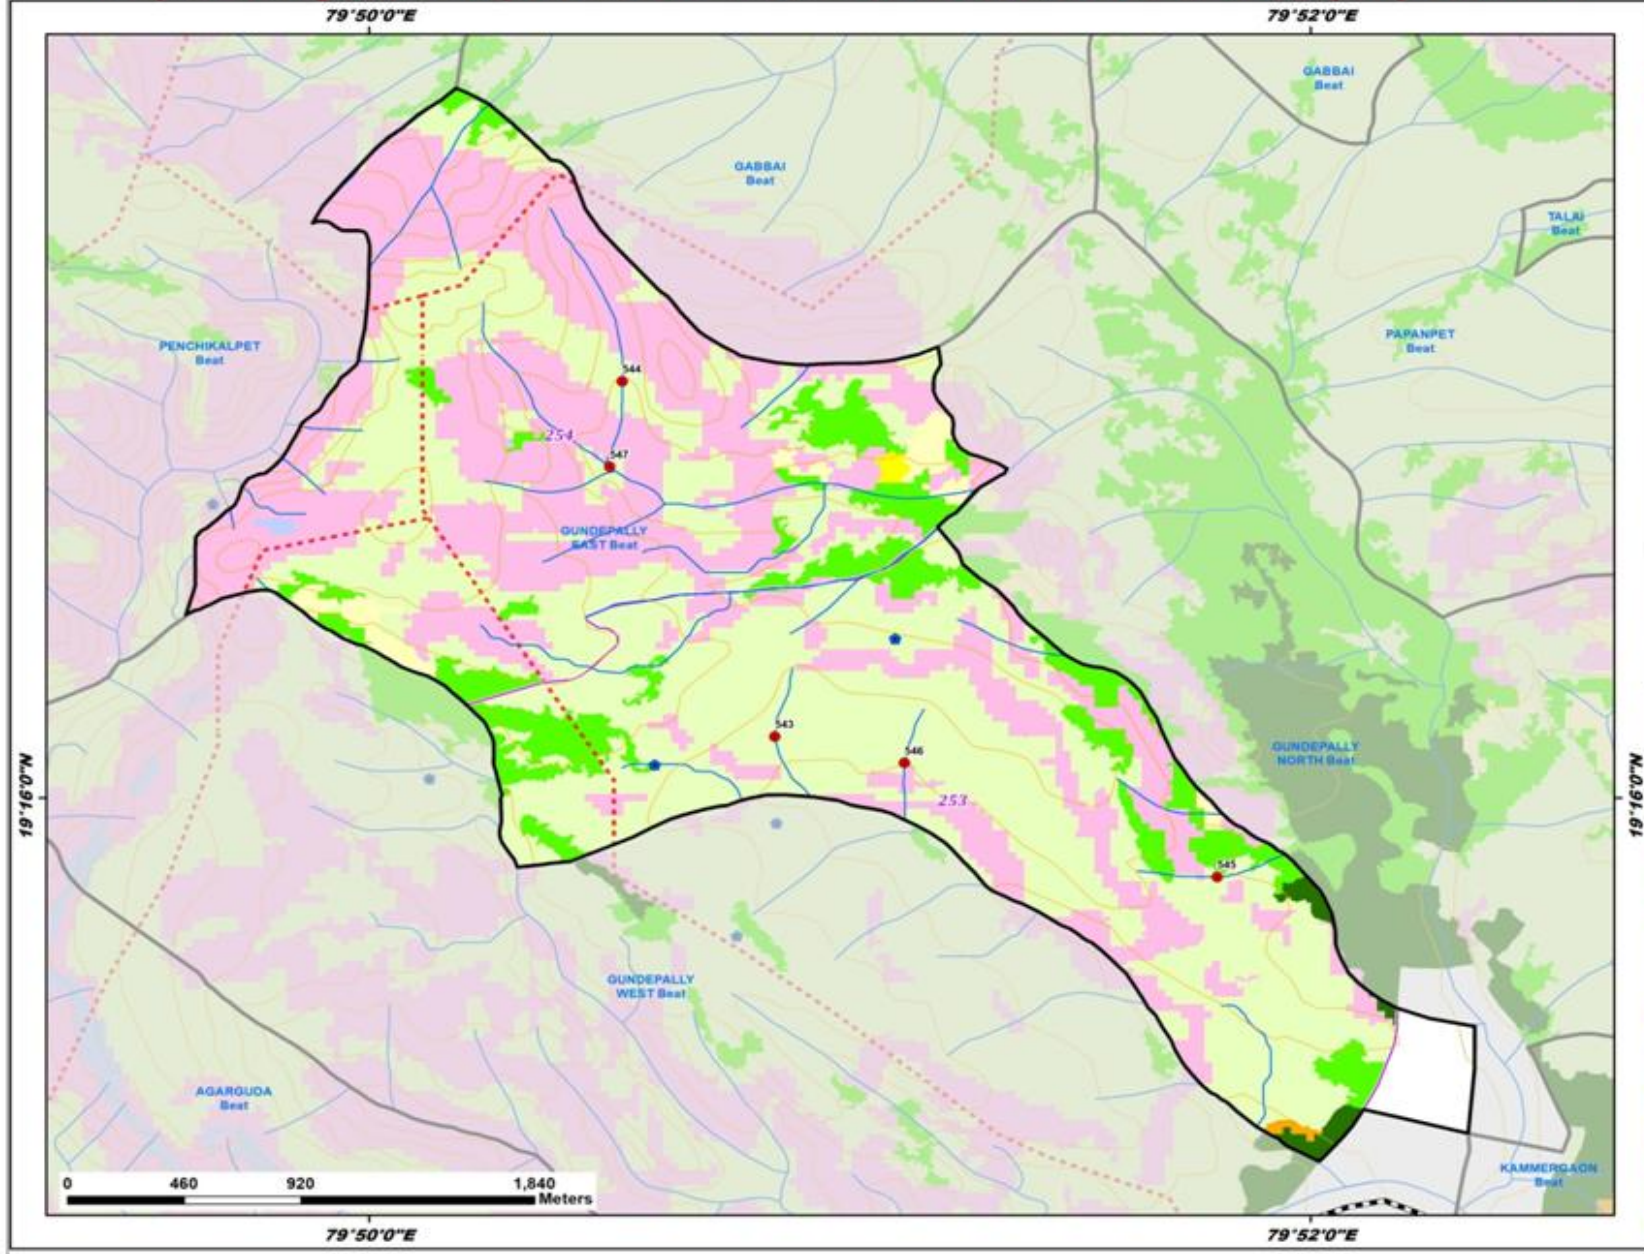 79°50'0"E
79°52'0"E
GABBAI
Beat
GABBAI
Beat
TALAI
Beat
PENCHIKALPET
Beat
PAPANPET
Beat
544
254
547
GUNDEPALLY
EAST Beat
543
546
253
GUNDEPALLY
NORTH Beat
19°16'0"N
19°16'0"N
545
GUNDEPALLY
WEST Beat
AGARGUDA
Beat
KAMMERGAON
Beat
0 460 920 1,840
Meters
79°50'0"E
79°52'0"E